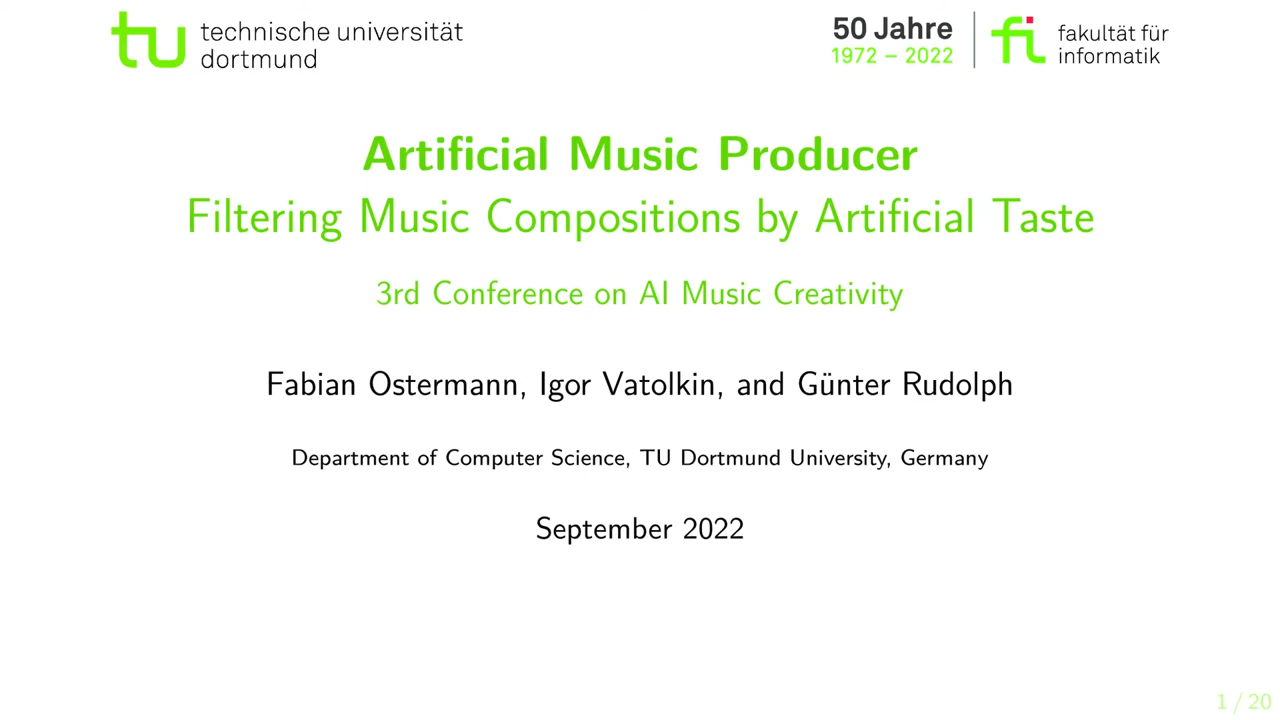 tu technische universität
dortmund
50 Jahre
1972 – 2022
fi fakultät für
informatik
Artificial Music Producer
Filtering Music Compositions by Artificial Taste
3rd Conference on AI Music Creativity
Fabian Ostermann, Igor Vatolkin, and Günter Rudolph
Department of Computer Science, TU Dortmund University, Germany
September 2022
1 / 20